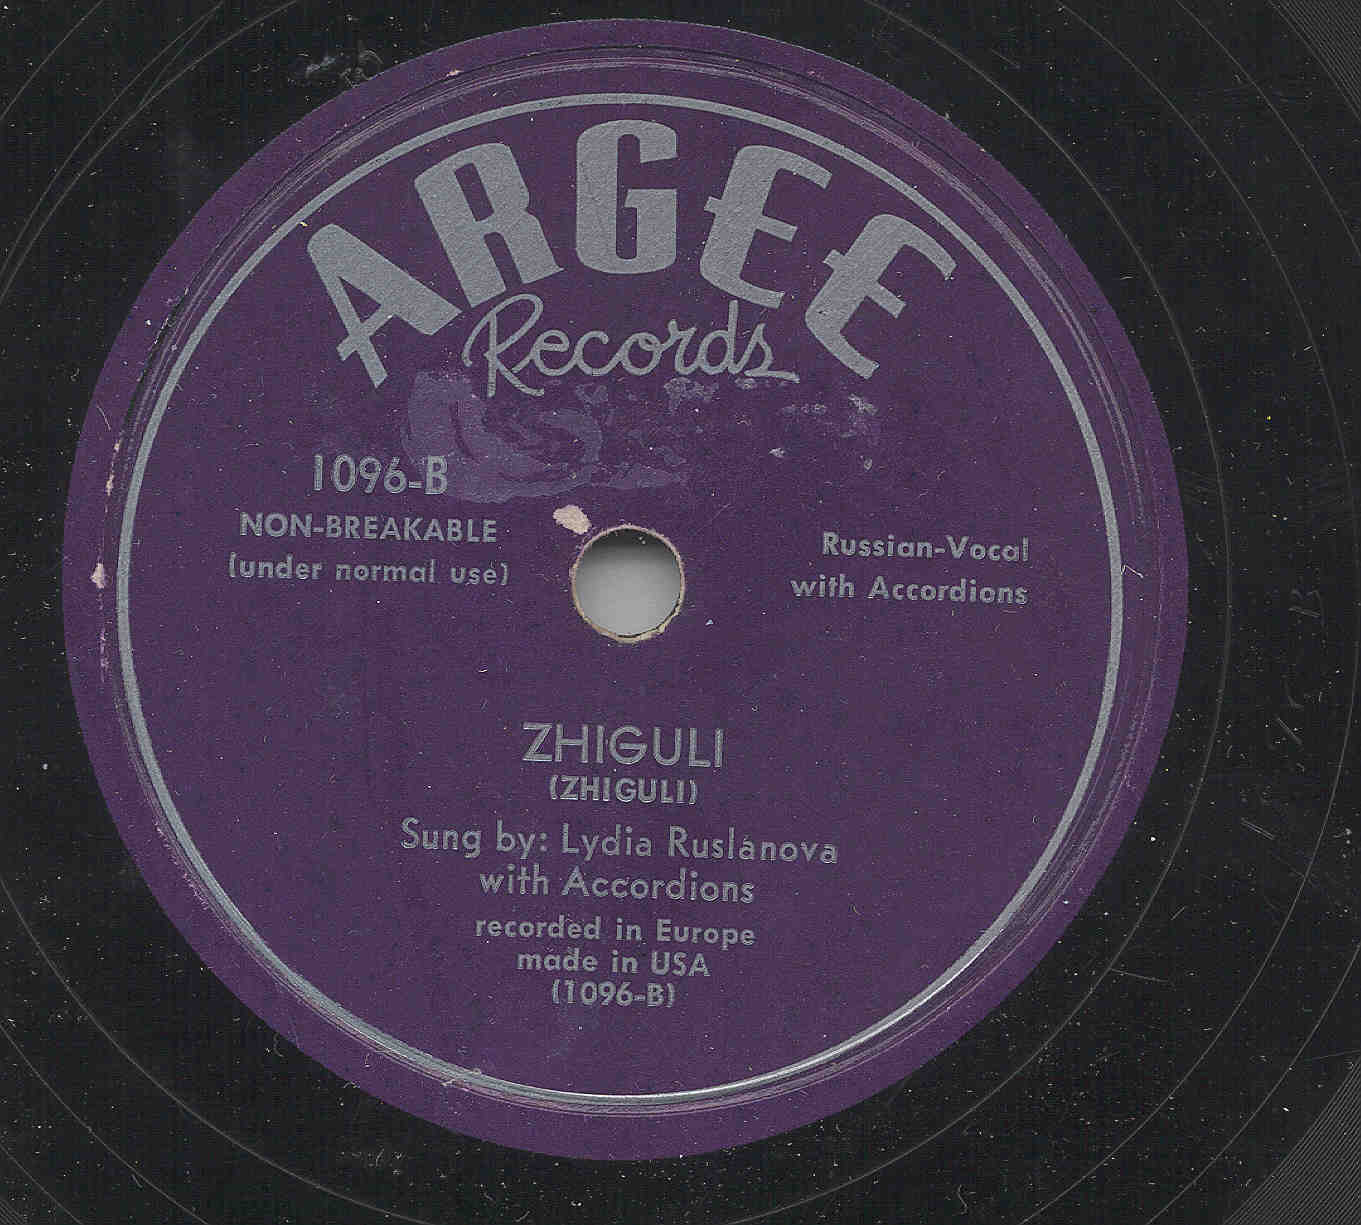 ARGEE
Records
1096-B
NON-BREAKABLE
(under normal use)
Russian-Vocal
with Accordions
ZHIGULI
(ZHIGULI)
Sung by: Lydia Ruslanova
with Accordions
recorded in Europe
made in USA
(1096-B)